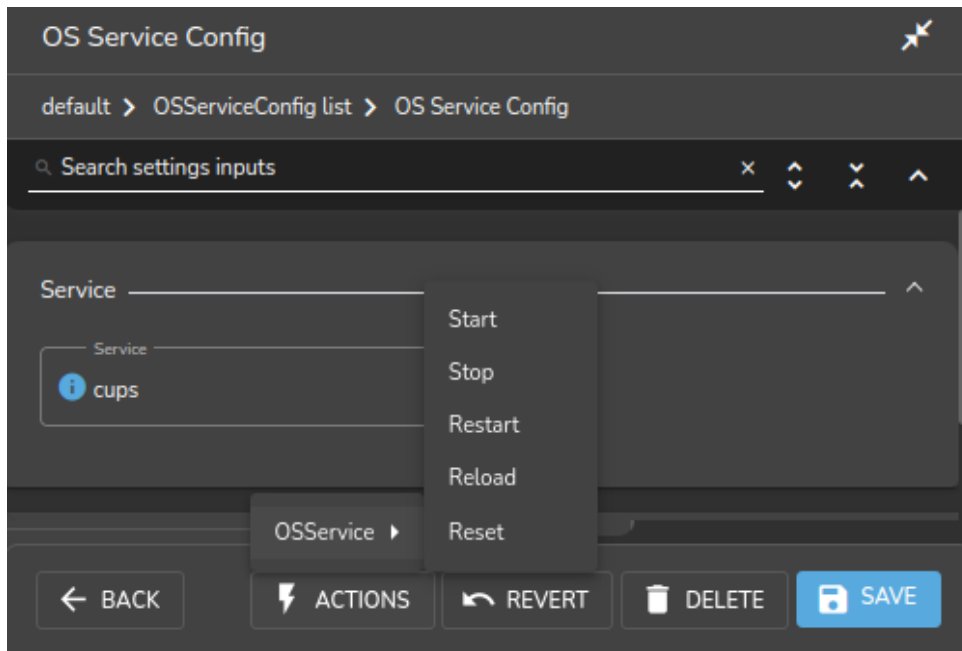 OS Service Config
default > OSServiceConfig list > OS Service Config
Search settings inputs
Service
Service
cups
Start
Stop
Restart
Reload
Reset
OSService
BACK
ACTIONS
REVERT
DELETE
SAVE